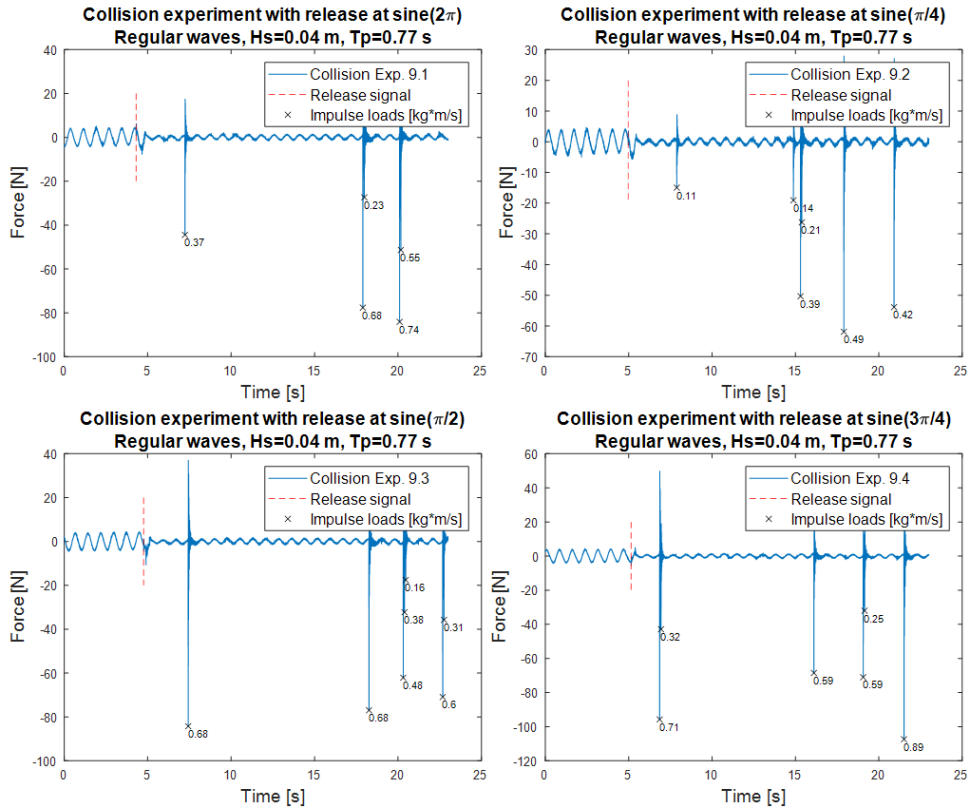 Collision experiment with release at sine(2π)
Regular waves, Hs=0.04 m, Tp=0.77 s
40
20
0
-20
-40
-60
-80
-100
Force [N]
Collision Exp. 9.1
Release signal
Impulse loads [kg*m/s]
0.37
0.23
0.55
0.68
0.74
0 5 10 15 20 25
Time [s]
Collision experiment with release at sine(π/4)
Regular waves, Hs=0.04 m, Tp=0.77 s
30
20
10
0
-10
-20
-30
-40
-50
-60
-70
Force [N]
Collision Exp. 9.2
Release signal
Impulse loads [kg*m/s]
0.11
0.14
0.21
0.39
0.42
0.49
0 5 10 15 20 25
Time [s]
Collision experiment with release at sine(π/2)
Regular waves, Hs=0.04 m, Tp=0.77 s
40
20
0
-20
-40
-60
-80
-100
Force [N]
Collision Exp. 9.3
Release signal
Impulse loads [kg*m/s]
0.16
0.38
0.31
0.48
0.6
0.68
0.68
0 5 10 15 20 25
Time [s]
Collision experiment with release at sine(3π/4)
Regular waves, Hs=0.04 m, Tp=0.77 s
60
40
20
0
-20
-40
-60
-80
-100
-120
Force [N]
Collision Exp. 9.4
Release signal
Impulse loads [kg*m/s]
0.25
0.32
0.59
0.59
0.71
0.89
0 5 10 15 20 25
Time [s]